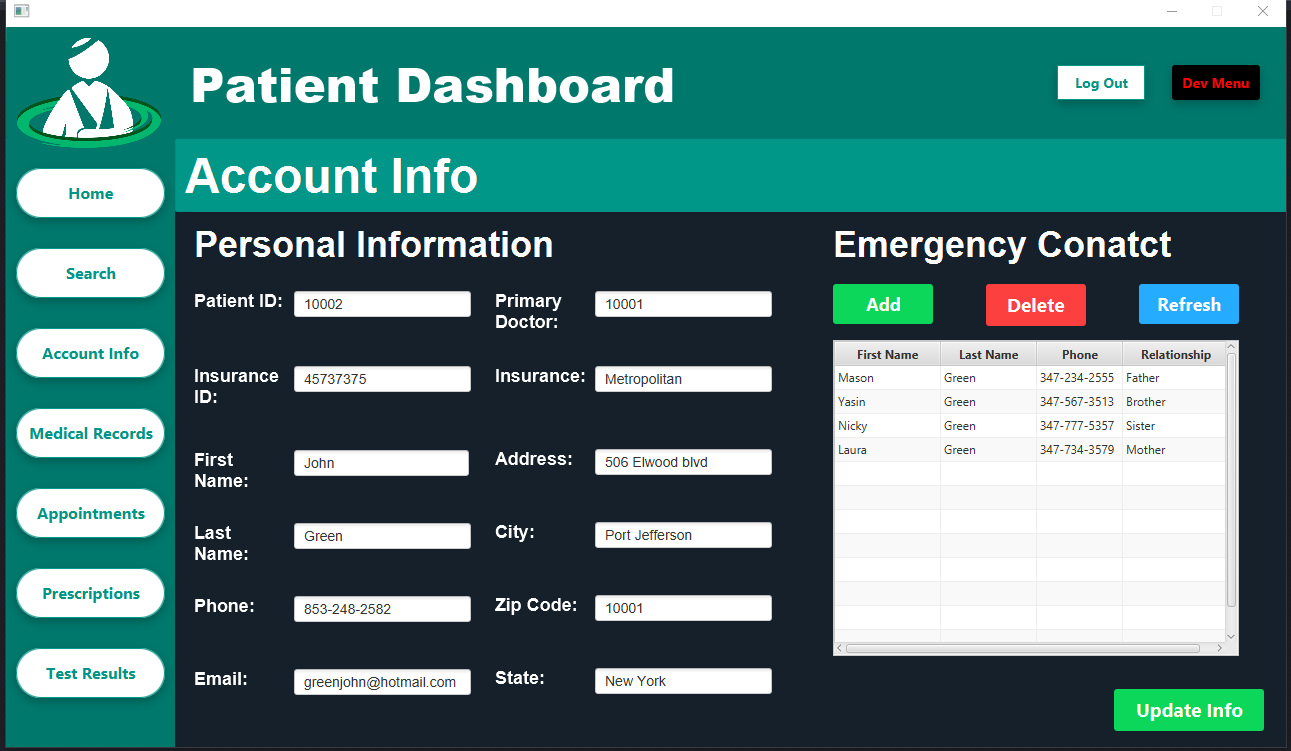 Patient Dashboard
Log Out
Dev Menu
Account Info
Home
Search
Account Info
Medical Records
Appointments
Prescriptions
Test Results
Personal Information
Patient ID: 10002
Primary
Doctor:
10001
Insurance
ID:
45737375
Insurance: Metropolitan
First
Name:
John
Address: 506 Elwood blvd
Last
Name:
Green
City: Port Jefferson
Phone: 853-248-2582
Zip Code: 10001
Email: greenjohn@hotmail.com
State: New York
Emergency Conatct
Add Delete Refresh
First Name Last Name Phone Relationship
Mason Green 347-234-2555 Father
Yasin Green 347-567-3513 Brother
Nicky Green 347-777-5357 Sister
Laura Green 347-734-3579 Mother
Update Info